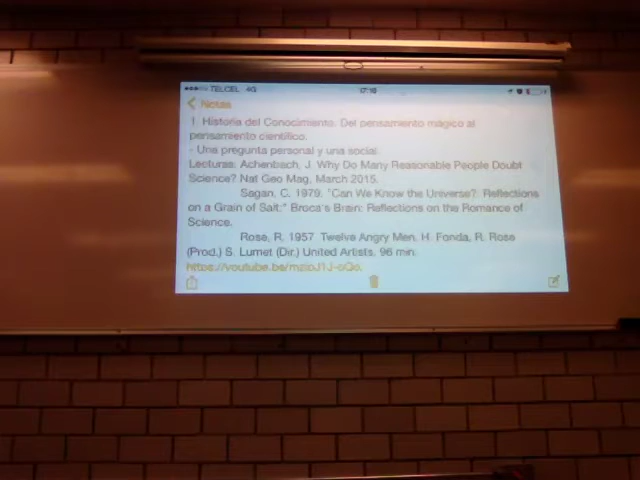 TELCEL 4G 17:19
Notas
1. Historia del Conocimiento. Del pensamiento mágico al
pensamiento científico.
- Una pregunta personal y una social.
Lecturas: Achenbach, J. Why Do Many Reasonable People Doubt
Science? Nat Geo Mag, March 2015.
Sagan, C. 1979. "Can We Know the Universe?: Reflections
on a Grain of Salt;" Broca's Brain: Reflections on the Romance of
Science.
Rose, R. 1957 Twelve Angry Men. H. Fonda, R. Rose
(Prod.) S. Lumet (Dir.) United Artists. 96 min.